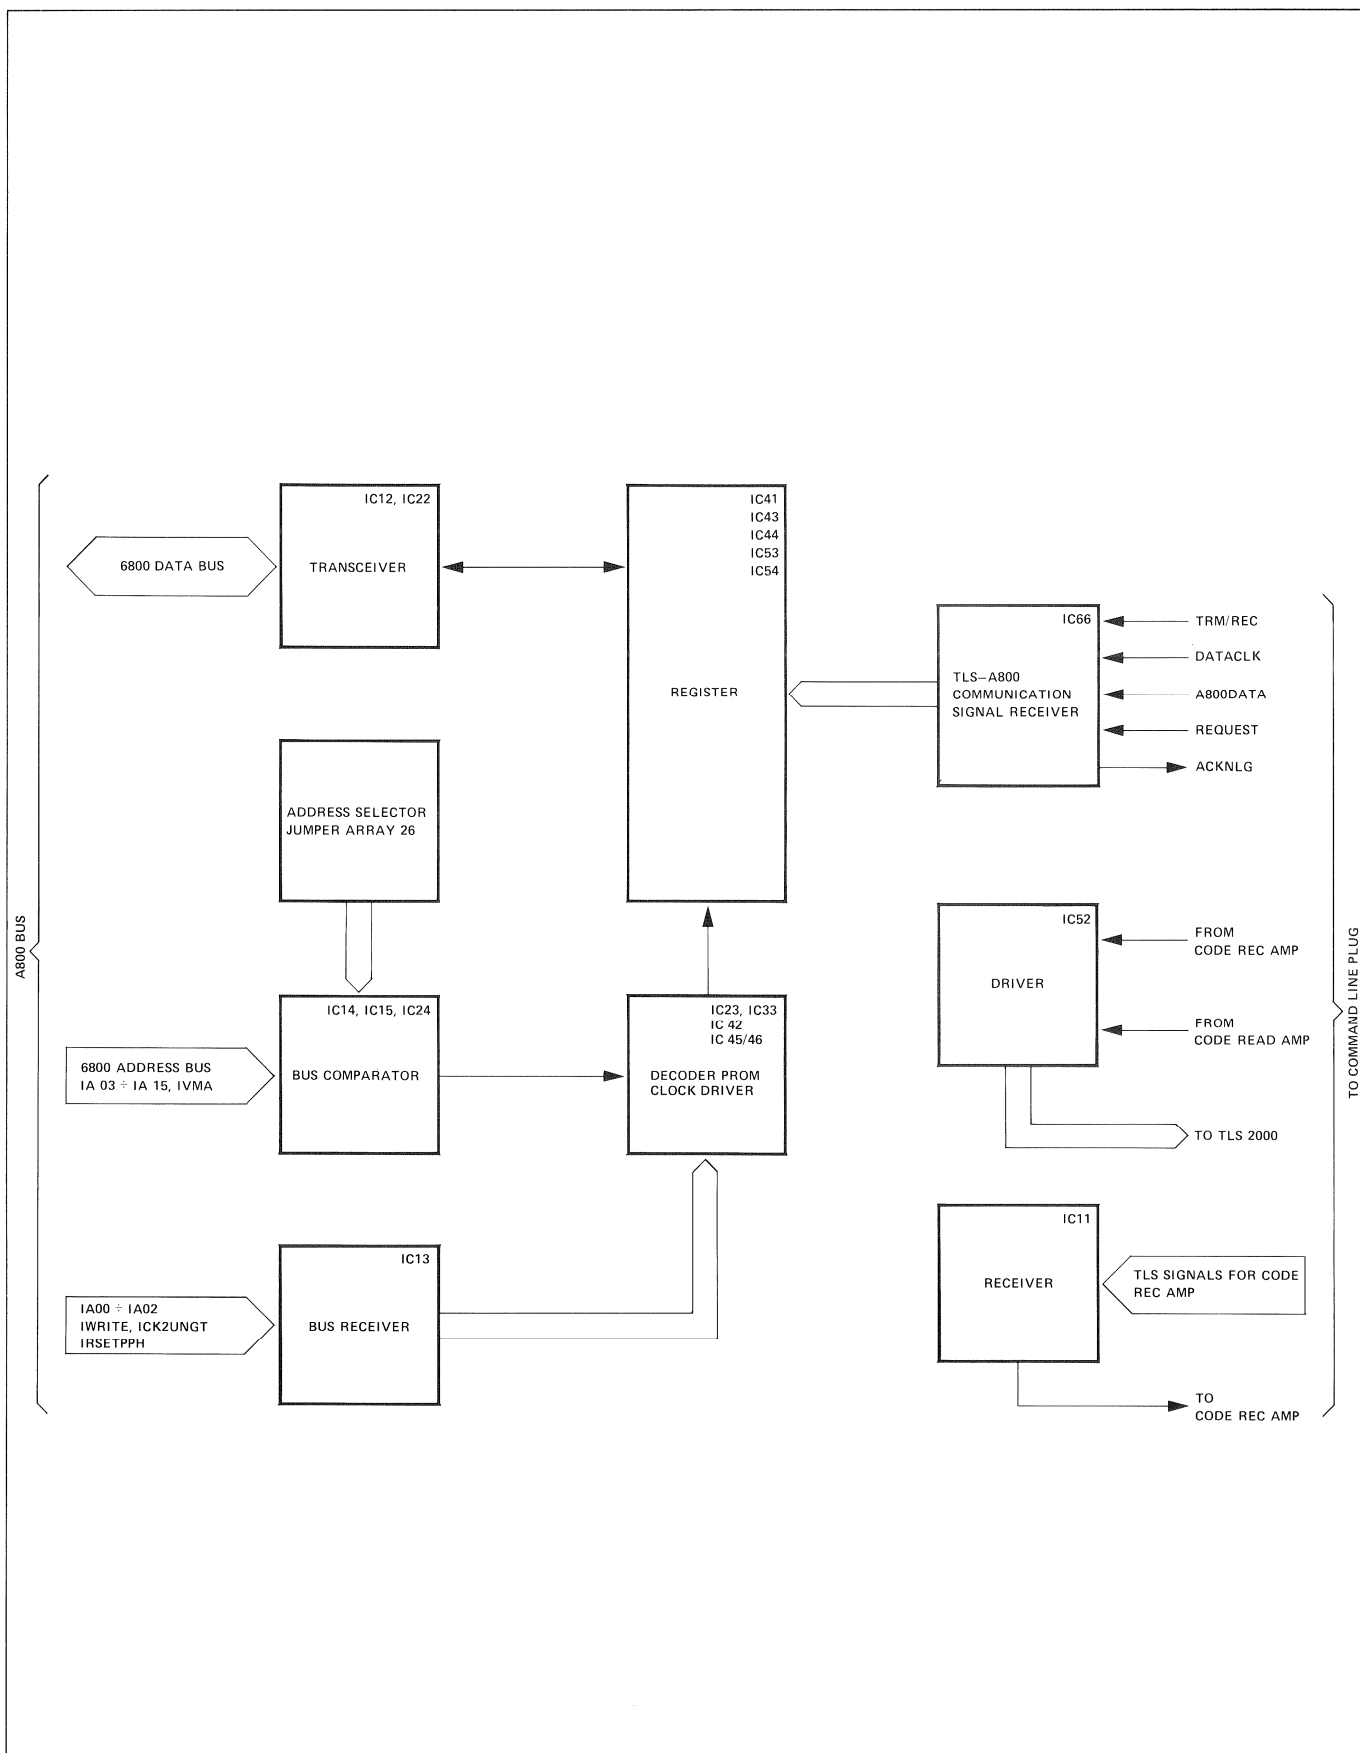 A800 BUS
6800 DATA BUS
IC12, IC22
TRANSCEIVER
ADDRESS SELECTOR
JUMPER ARRAY 26
6800 ADDRESS BUS
IA 03 ÷ IA 15, IVMA
IC14, IC15, IC24
BUS COMPARATOR
IA00 ÷ IA02
IWRITE, ICK2UNGT
IRSETPPH
IC13
BUS RECEIVER
IC41
IC43
IC44
IC53
IC54
REGISTER
IC23, IC33
IC 42
IC 45/46
DECODER PROM
CLOCK DRIVER
IC66
TLS–A800
COMMUNICATION
SIGNAL RECEIVER
TRM/REC
DATACLK
A800DATA
REQUEST
ACKNLG
IC52
DRIVER
FROM
CODE REC AMP
FROM
CODE READ AMP
TO TLS 2000
IC11
RECEIVER
TLS SIGNALS FOR CODE
REC AMP
TO
CODE REC AMP
TO COMMAND LINE PLUG